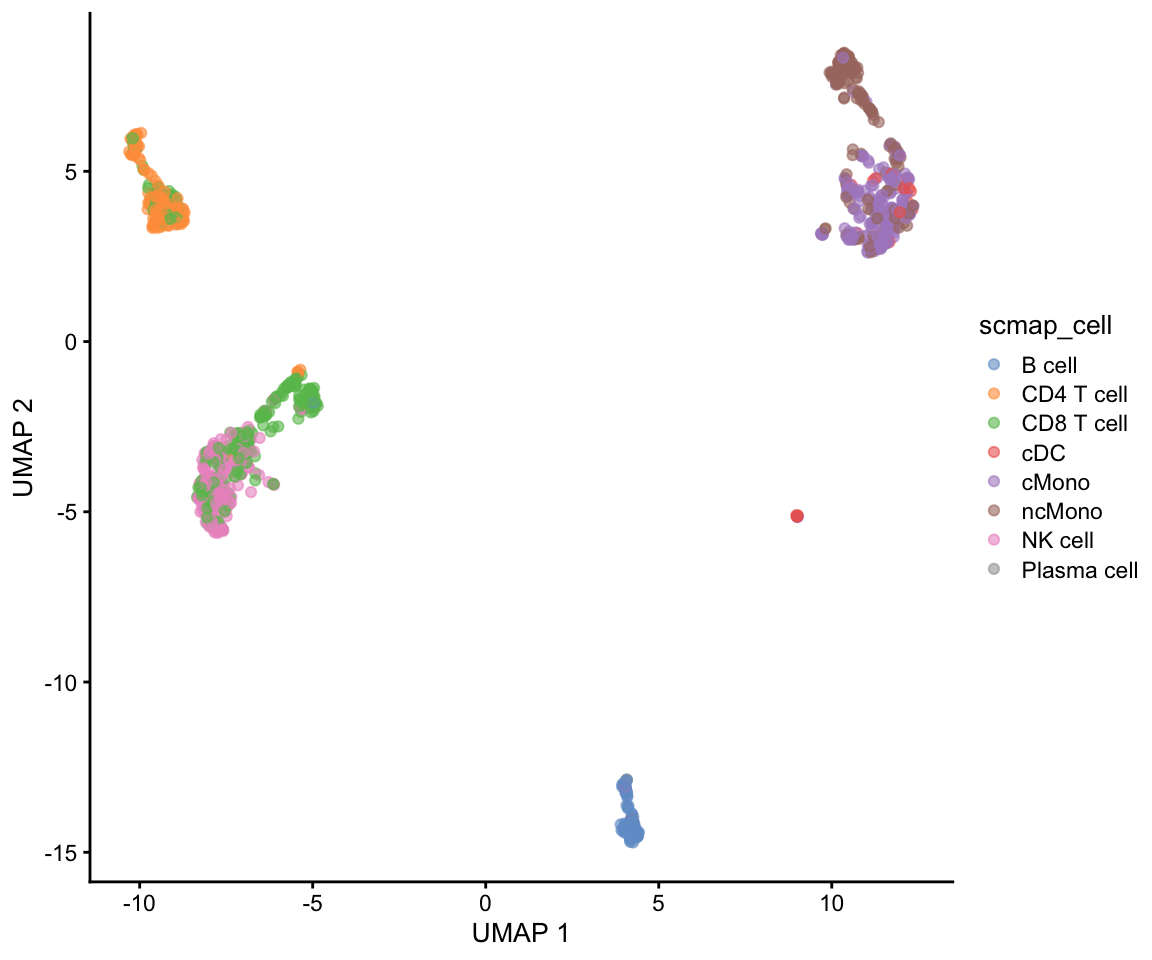 5
0
-5
-10
-15
UMAP 2
-10
-5
0
5
10
UMAP 1
scmap_cell
B cell
CD4 T cell
CD8 T cell
cDC
cMono
ncMono
NK cell
Plasma cell